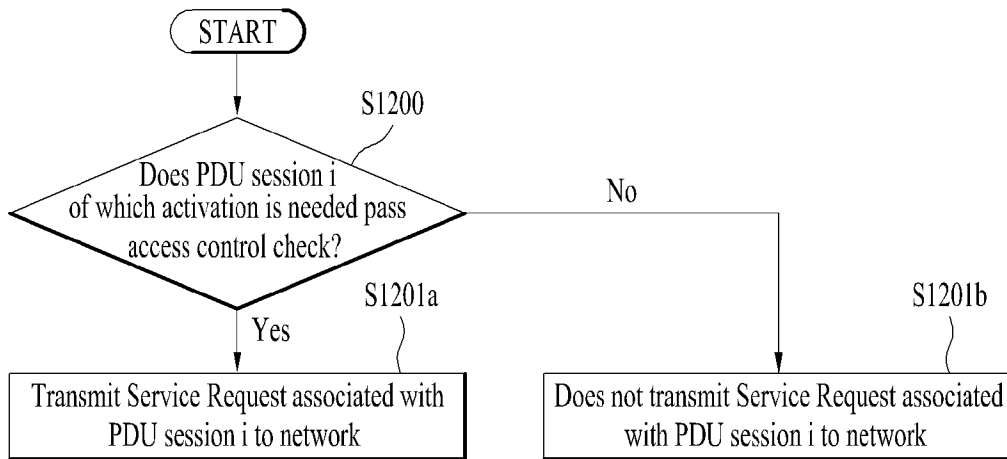 START
S1200
Does PDU session i
of which activation is needed pass
access control check?
No
Yes
S1201a
S1201b
Transmit Service Request associated with
PDU session i to network
Does not transmit Service Request associated
with PDU session i to network